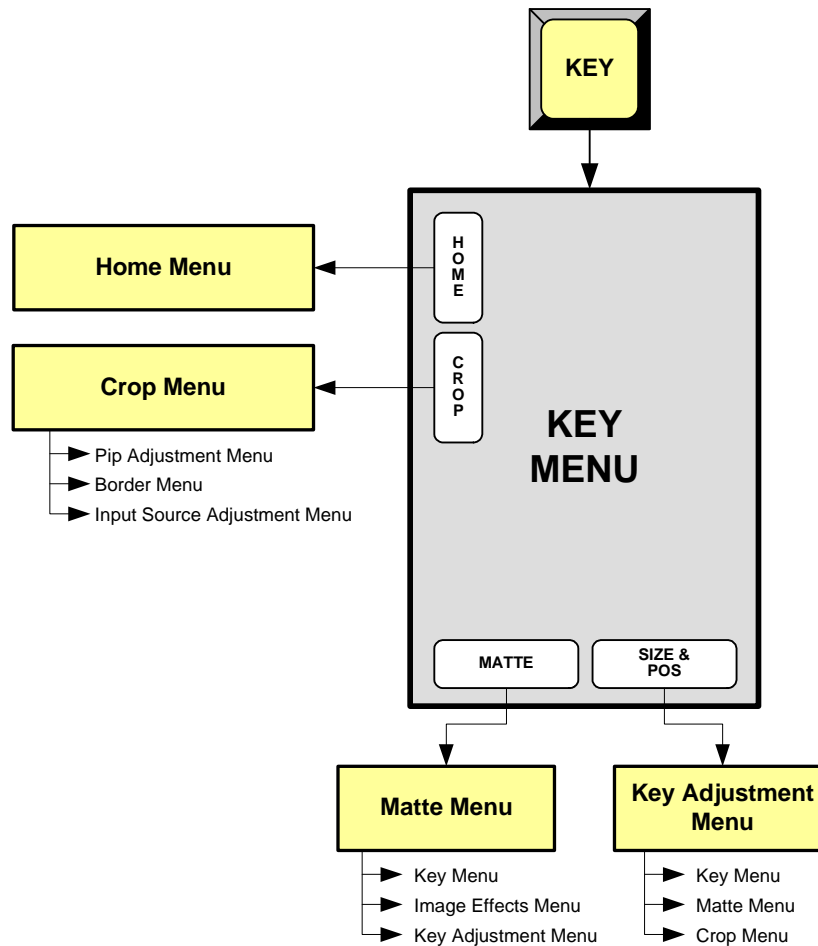 KEY
HOME
Home Menu
CROP
Crop Menu
KEY
MENU
Pip Adjustment Menu
Border Menu
Input Source Adjustment Menu
MATTE
SIZE &
POS
Matte Menu
Key Adjustment
Menu
Key Menu
Image Effects Menu
Key Adjustment Menu
Key Menu
Matte Menu
Crop Menu